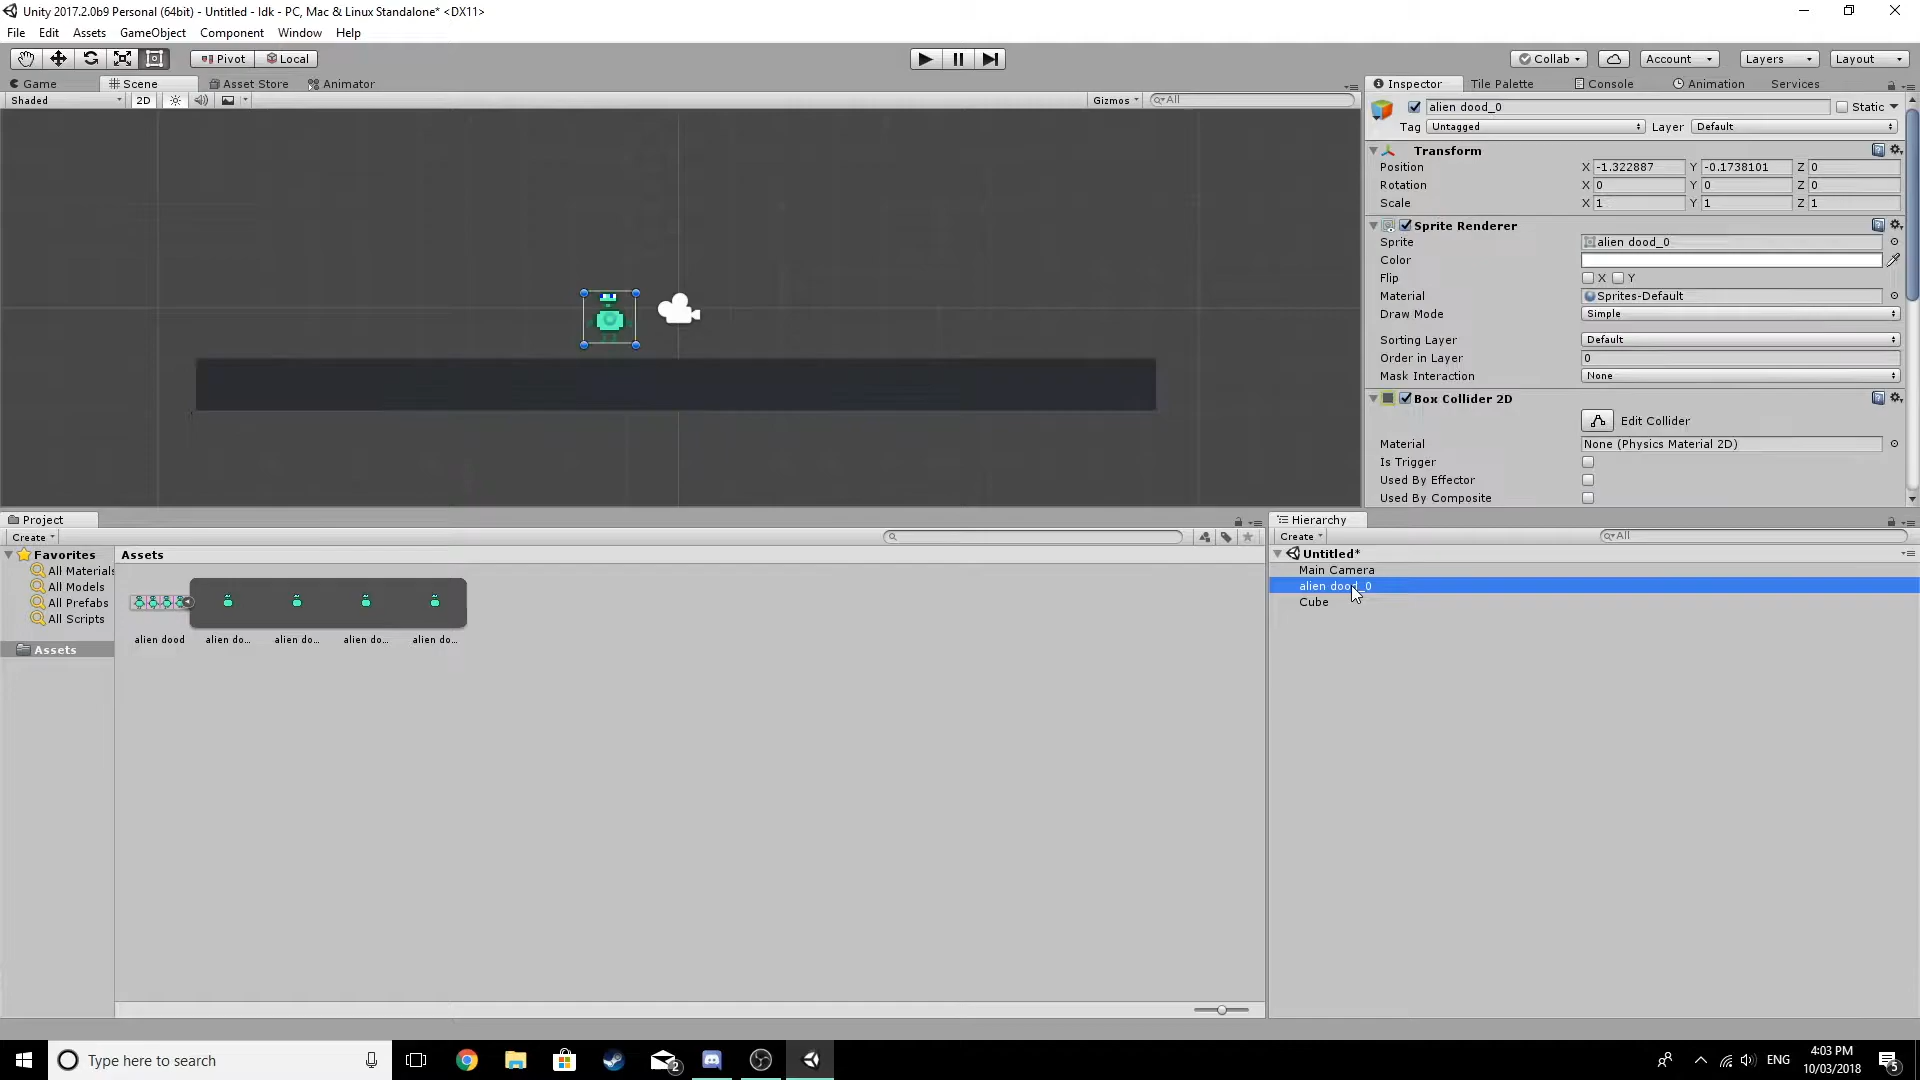 Unity 2017.2.0b9 Personal (64bit) - Untitled - Idk - PC, Mac & Linux Standalone* <DX11>
File Edit Assets GameObject Component Window Help
Pivot Local Collab Account Layers Layout
Game Scene Asset Store Animator
Shaded 2D Gizmos All
Inspector Tile Palette Console Animation Services
alien dood_0 Static
Tag Untagged Layer Default
Transform
Position X -1.322887 Y -0.1738101 Z 0
Rotation X 0 Y 0 Z 0
Scale X 1 Y 1 Z 1
Sprite Renderer
Sprite alien dood_0
Color
Flip X Y
Material Sprites-Default
Draw Mode Simple
Sorting Layer Default
Order in Layer 0
Mask Interaction None
Box Collider 2D
Edit Collider
Material None (Physics Material 2D)
Is Trigger
Used By Effector
Used By Composite
Project
Create
Favorites
All Materials
All Models
All Prefabs
All Scripts
Assets
Assets
alien dood alien do... alien do... alien do... alien do...
Hierarchy
Create All
Untitled*
Main Camera
alien dood_0
Cube
Type here to search
2
ENG
4:03 PM
10/03/2018
5